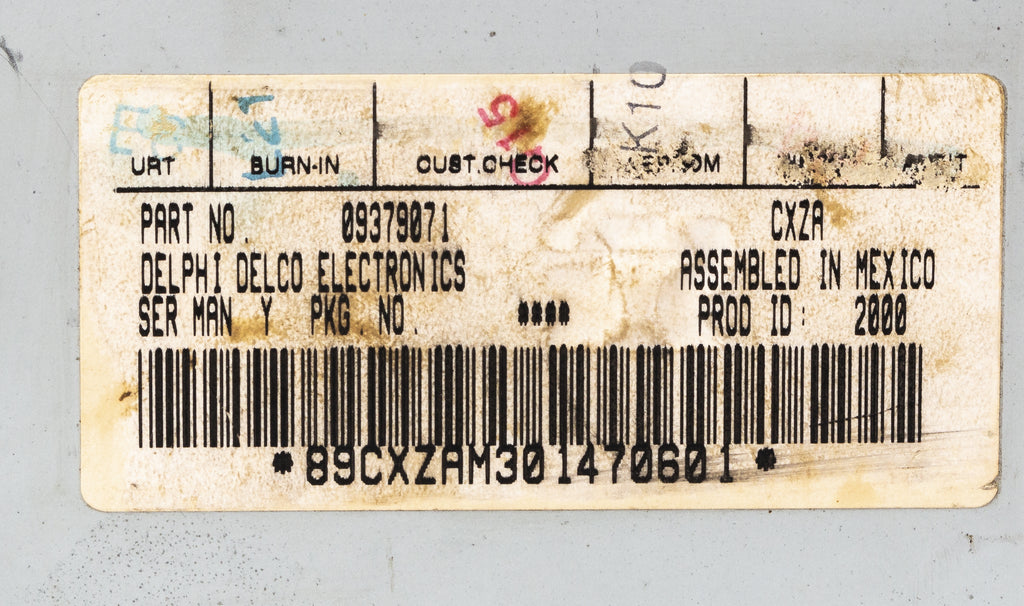 K10
URT BURN-IN CUST.CHECK
PART NO. 09379071 CXZA
DELPHI DELCO ELECTRONICS ASSEMBLED IN MEXICO
SER MAN Y PKG. NO. **** PROD ID: 2000
*89CXZAM301470601*